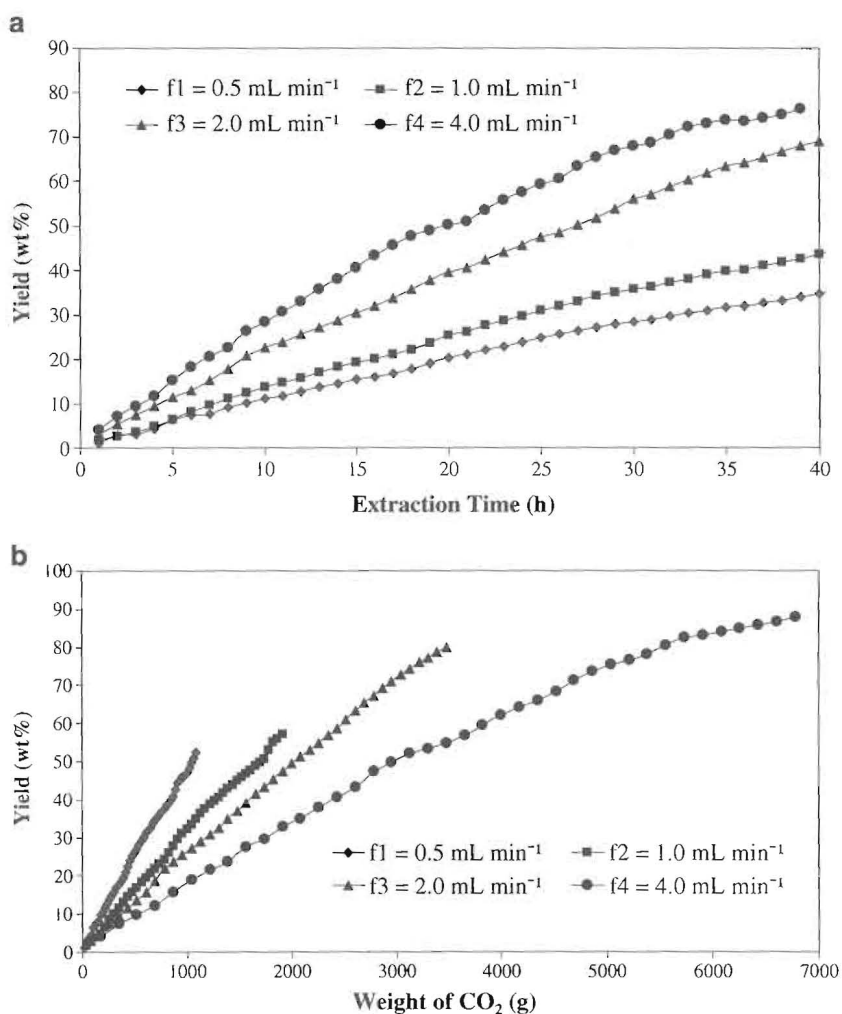 a
90
80
70
60
50
40
30
20
10
0
Yield (wt%)
f1 = 0.5 mL min⁻¹ f2 = 1.0 mL min⁻¹
f3 = 2.0 mL min⁻¹ f4 = 4.0 mL min⁻¹
0 5 10 15 20 25 30 35 40
Extraction Time (h)
b
100
90
80
70
60
50
40
30
20
10
0
Yield (wt%)
f1 = 0.5 mL min⁻¹ f2 = 1.0 mL min⁻¹
f3 = 2.0 mL min⁻¹ f4 = 4.0 mL min⁻¹
0 1000 2000 3000 4000 5000 6000 7000
Weight of CO₂ (g)